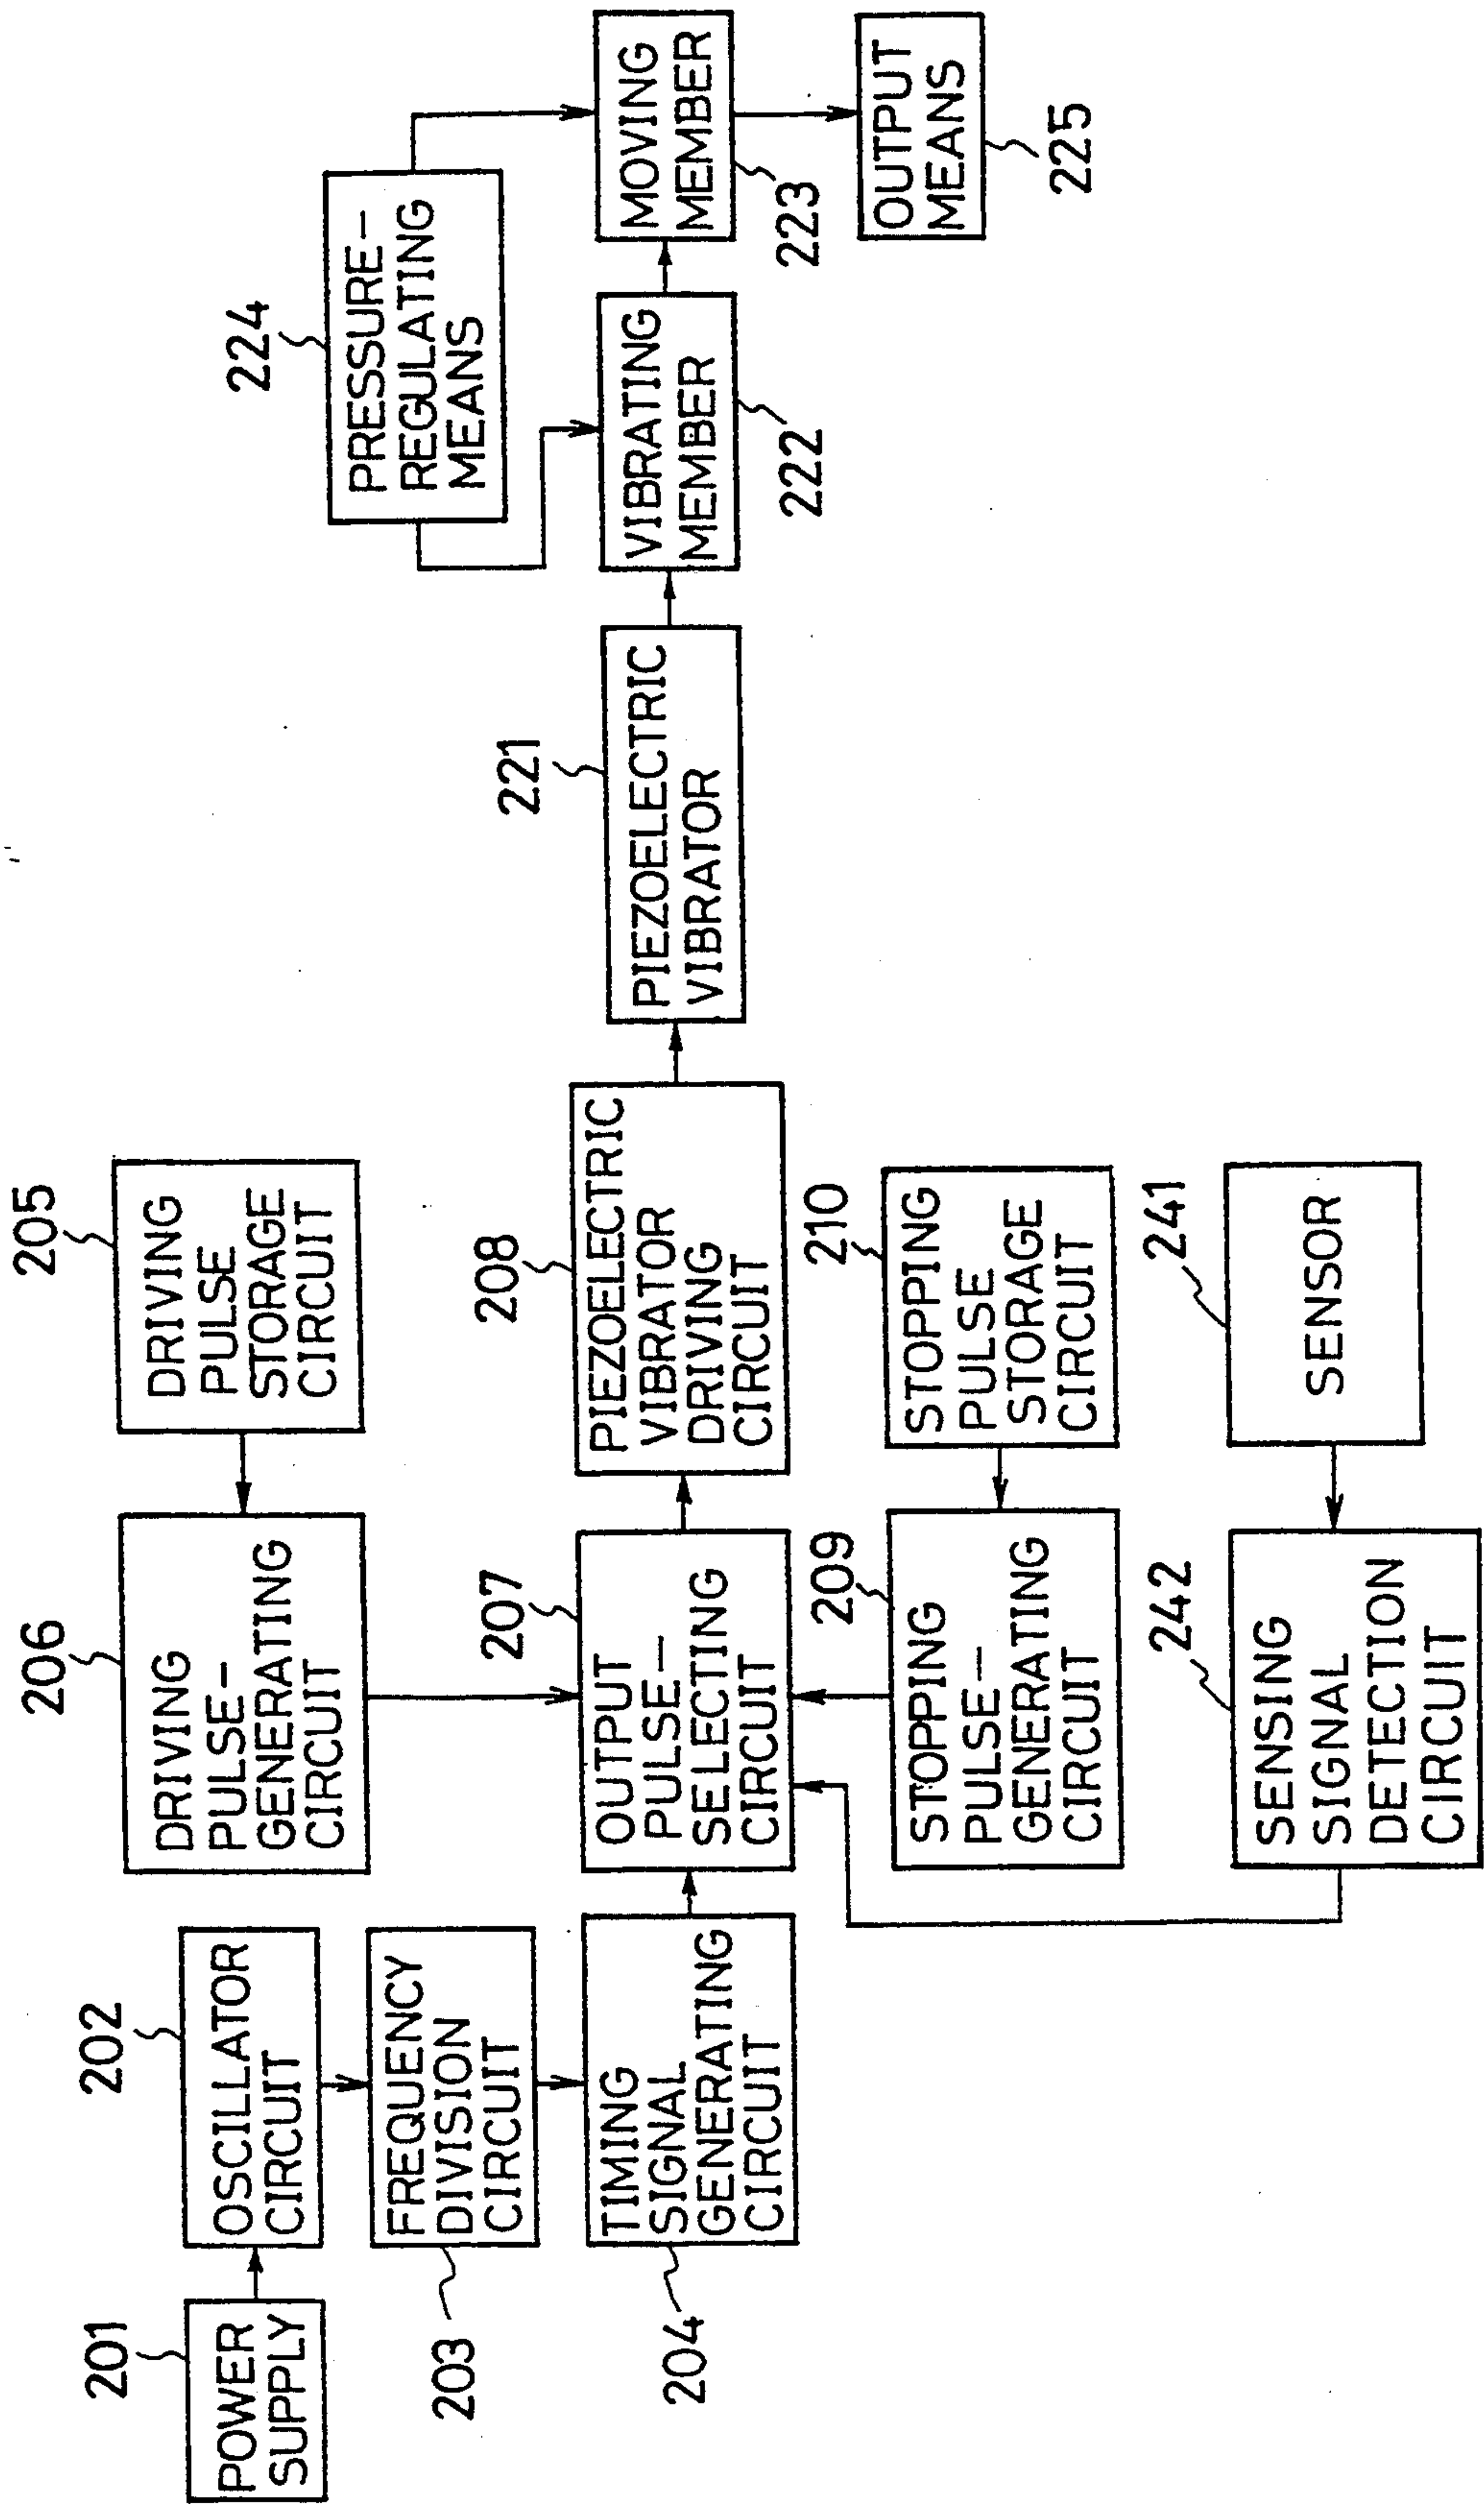 201
POWER
SUPPLY
202
OSCILLATOR
CIRCUIT
203
FREQUENCY
DIVISION
CIRCUIT
204
TIMING
SIGNAL
GENERATING
CIRCUIT
205
DRIVING
PULSE
STORAGE
CIRCUIT
206
DRIVING
PULSE-
GENERATING
CIRCUIT
207
OUTPUT
PULSE-
SELECTING
CIRCUIT
208
PIEZOELECTRIC
VIBRATOR
DRIVING
CIRCUIT
209
STOPPING
PULSE-
GENERATING
CIRCUIT
210
STOPPING
PULSE
STORAGE
CIRCUIT
241
SENSOR
242
SENSING
SIGNAL
DETECTION
CIRCUIT
221
PIEZOELECTRIC
VIBRATOR
224
PRESSURE-
REGULATING
MEANS
VIBRATING
MEMBER
222
MOVING
MEMBER
223
OUTPUT
MEANS
225